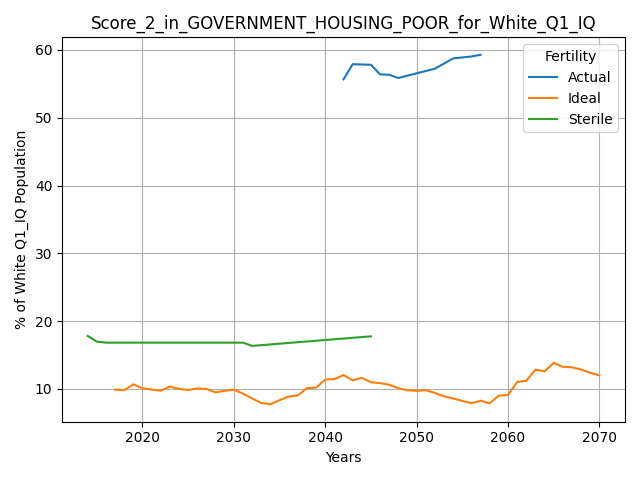 Score_2_in_GOVERNMENT_HOUSING_POOR_for_White_Q1_IQ
% of White Q1_IQ Population
60
50
40
30
20
10
Fertility
Actual
Ideal
Sterile
2020 2030 2040 2050 2060 2070
Years